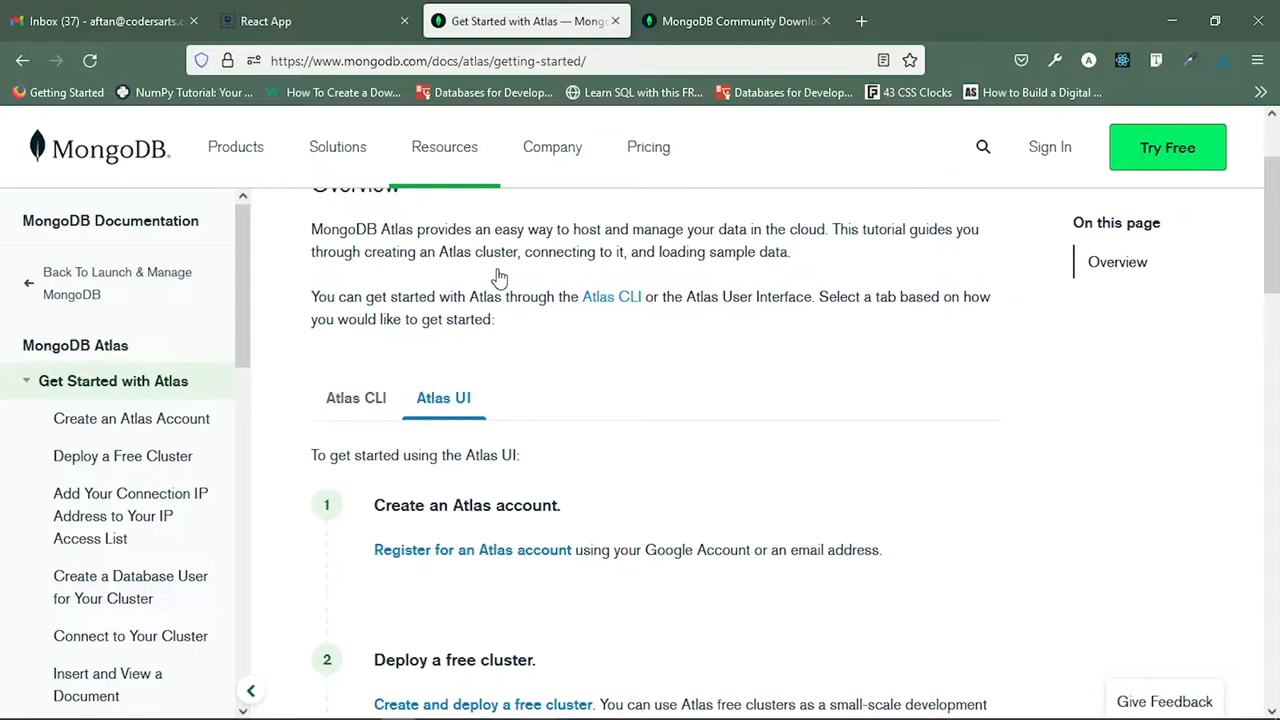 Inbox (37) - aftan@codersarts.c
React App
Get Started with Atlas — Mong
MongoDB Community Downlo
https://www.mongodb.com/docs/atlas/getting-started/
Getting Started
NumPy Tutorial: Your ...
How To Create a Dow...
Databases for Develop...
Learn SQL with this FR...
Databases for Develop...
43 CSS Clocks
How to Build a Digital ...
MongoDB.
Products
Solutions
Resources
Company
Pricing
Sign In
Try Free
MongoDB Documentation
Back To Launch & Manage
MongoDB
MongoDB Atlas
Get Started with Atlas
Create an Atlas Account
Deploy a Free Cluster
Add Your Connection IP
Address to Your IP
Access List
Create a Database User
for Your Cluster
Connect to Your Cluster
Insert and View a
Document
Overview
MongoDB Atlas provides an easy way to host and manage your data in the cloud. This tutorial guides you
through creating an Atlas cluster, connecting to it, and loading sample data.
You can get started with Atlas through the Atlas CLI or the Atlas User Interface. Select a tab based on how
you would like to get started:
Atlas CLI
Atlas UI
To get started using the Atlas UI:
1
Create an Atlas account.
Register for an Atlas account using your Google Account or an email address.
2
Deploy a free cluster.
Create and deploy a free cluster. You can use Atlas free clusters as a small-scale development
On this page
Overview
Give Feedback